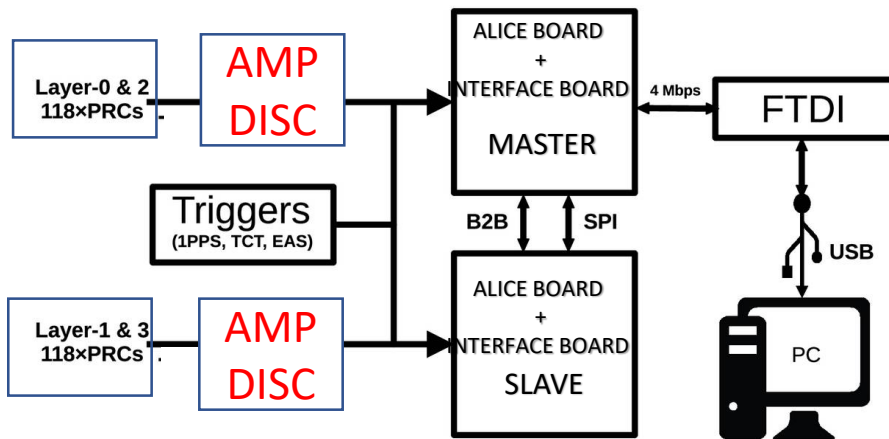 Layer-0 & 2
118×PRCs
AMP
DISC
ALICE BOARD
+
INTERFACE BOARD
MASTER
4 Mbps
FTDI
Triggers
(1PPS, TCT, EAS)
B2B
SPI
USB
Layer-1 & 3
118×PRCs
AMP
DISC
ALICE BOARD
+
INTERFACE BOARD
SLAVE
PC